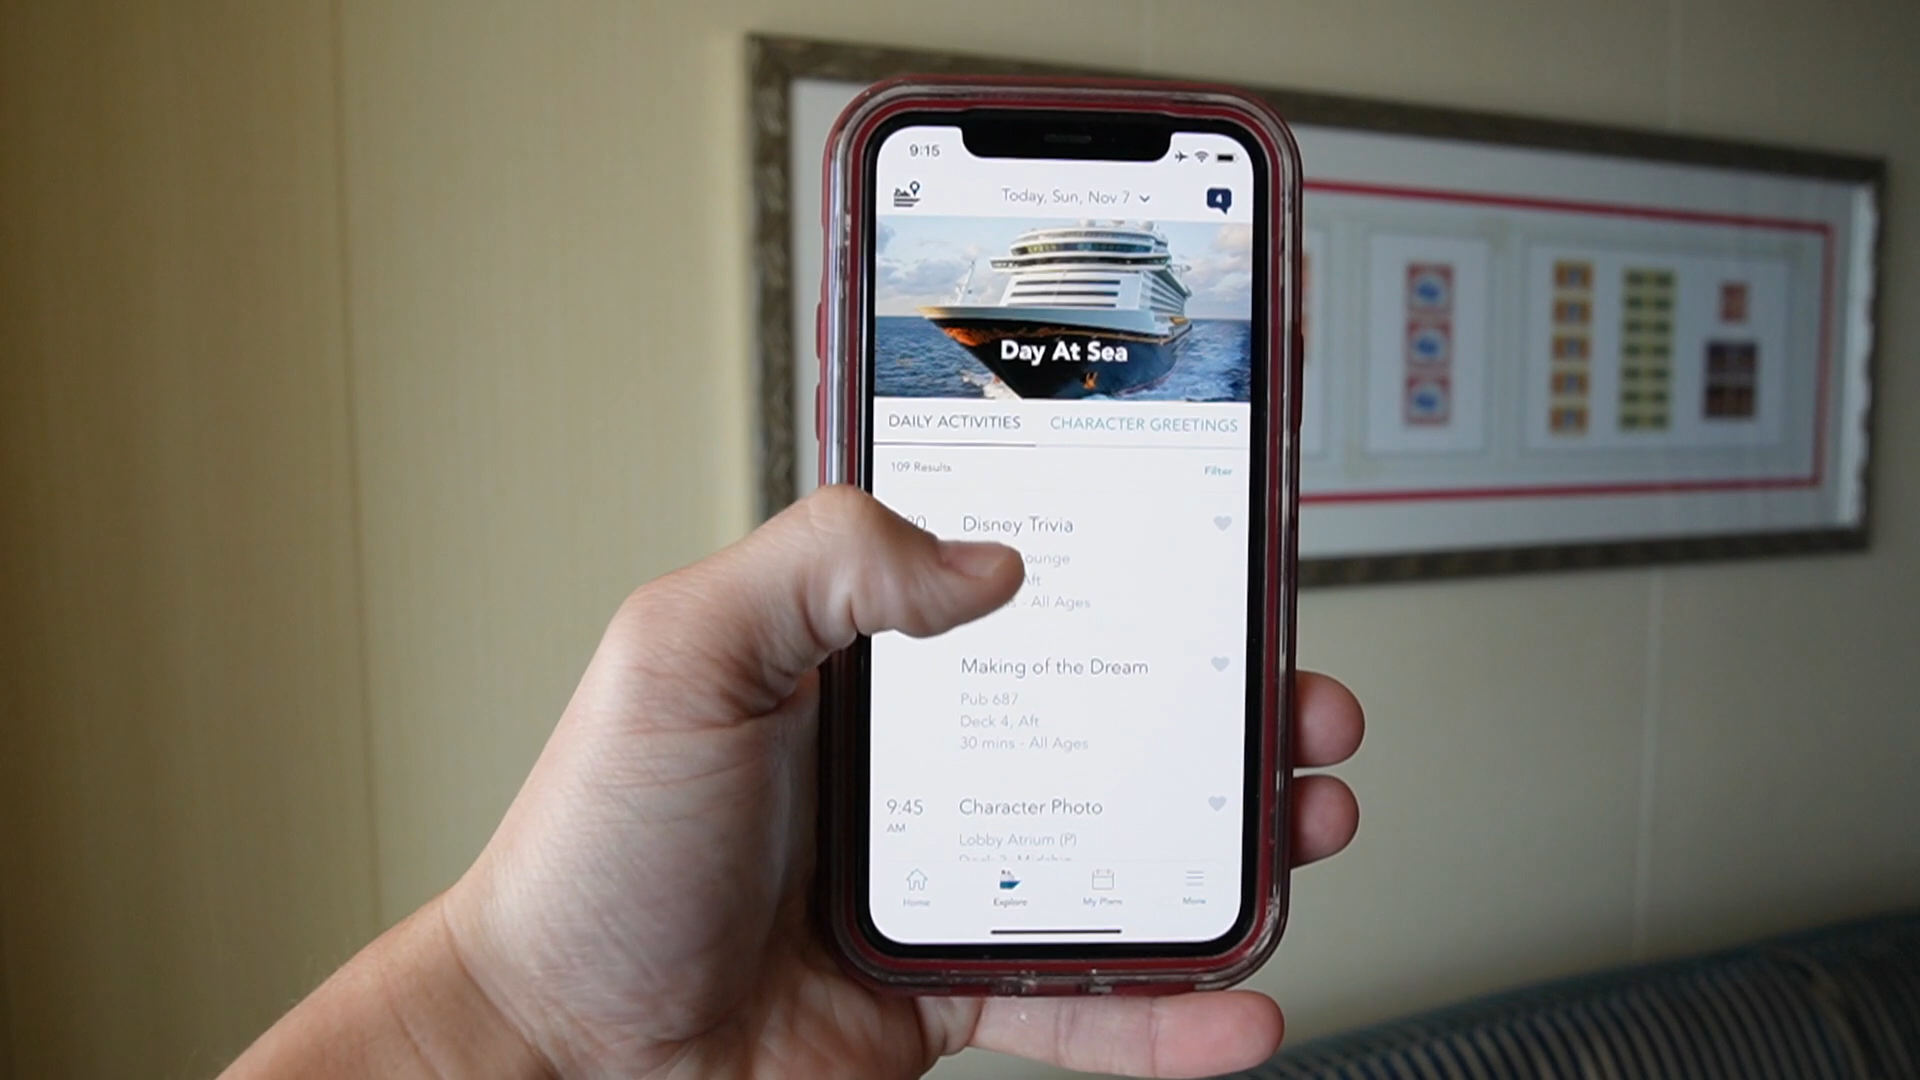 9:15
Today, Sun, Nov 7
4
Day At Sea
DAILY ACTIVITIES
CHARACTER GREETINGS
109 Results
Filter
Disney Trivia
- All Ages
Making of the Dream
Pub 687
Deck 4, Aft
30 mins - All Ages
9:45
AM
Character Photo
Lobby Atrium (P)
Home
Explore
My Plans
More